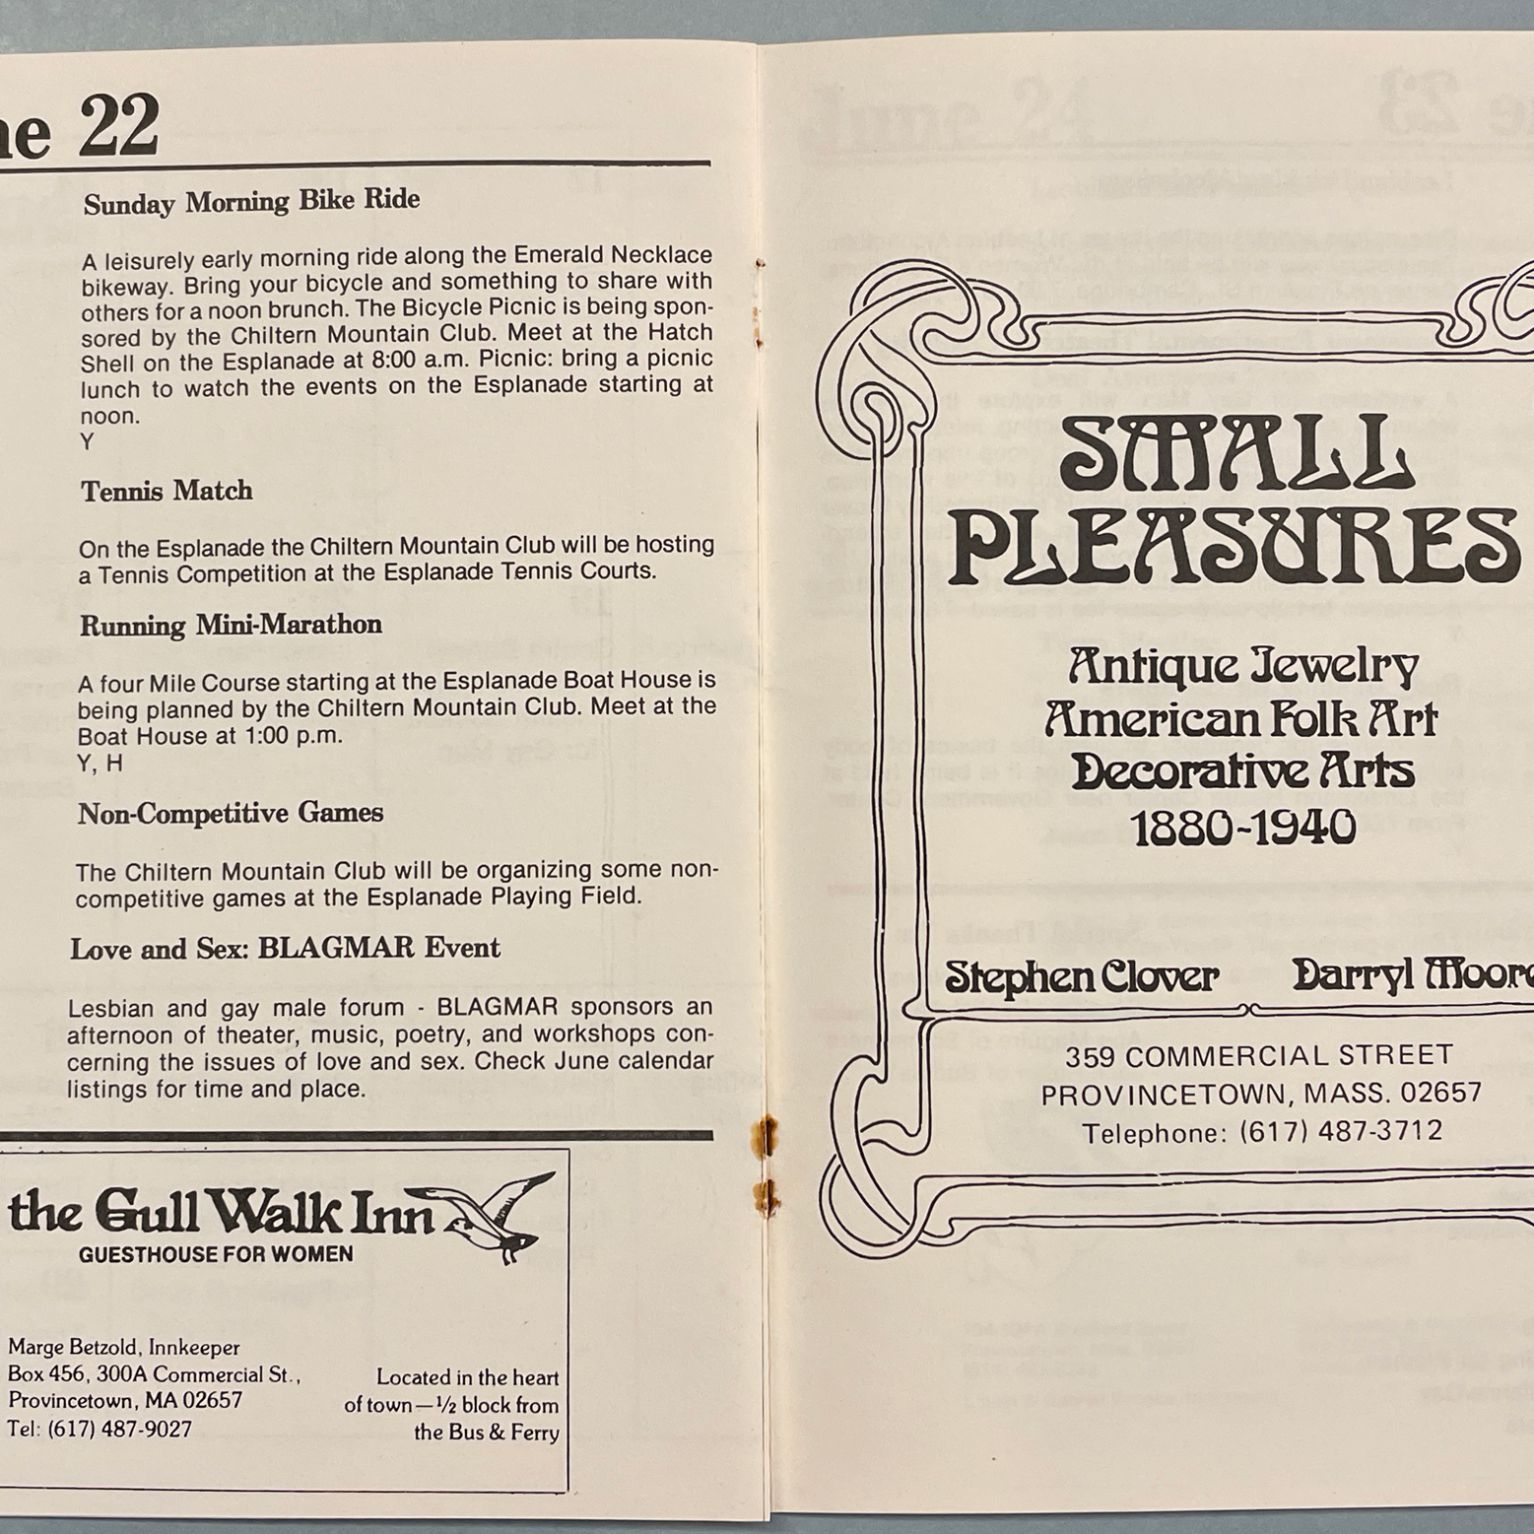 ne 22
Sunday Morning Bike Ride
A leisurely early morning ride along the Emerald Necklace
bikeway. Bring your bicycle and something to share with
others for a noon brunch. The Bicycle Picnic is being spon-
sored by the Chiltern Mountain Club. Meet at the Hatch
Shell on the Esplanade at 8:00 a.m. Picnic: bring a picnic
lunch to watch the events on the Esplanade starting at
noon.
Y
Tennis Match
On the Esplanade the Chiltern Mountain Club will be hosting
a Tennis Competition at the Esplanade Tennis Courts.
Running Mini-Marathon
A four Mile Course starting at the Esplanade Boat House is
being planned by the Chiltern Mountain Club. Meet at the
Boat House at 1:00 p.m.
Y, H
Non-Competitive Games
The Chiltern Mountain Club will be organizing some non-
competitive games at the Esplanade Playing Field.
Love and Sex: BLAGMAR Event
Lesbian and gay male forum - BLAGMAR sponsors an
afternoon of theater, music, poetry, and workshops con-
cerning the issues of love and sex. Check June calendar
listings for time and place.
the Gull Walk Inn
GUESTHOUSE FOR WOMEN
Marge Betzold, Innkeeper
Box 456, 300A Commercial St.,
Provincetown, MA 02657
Tel: (617) 487-9027
Located in the heart
of town—½ block from
the Bus & Ferry
SMALL
PLEASURES
Antique Jewelry
American Folk Art
Decorative Arts
1880-1940
Stephen Clover Darryl Moore
359 COMMERCIAL STREET
PROVINCETOWN, MASS. 02657
Telephone: (617) 487-3712